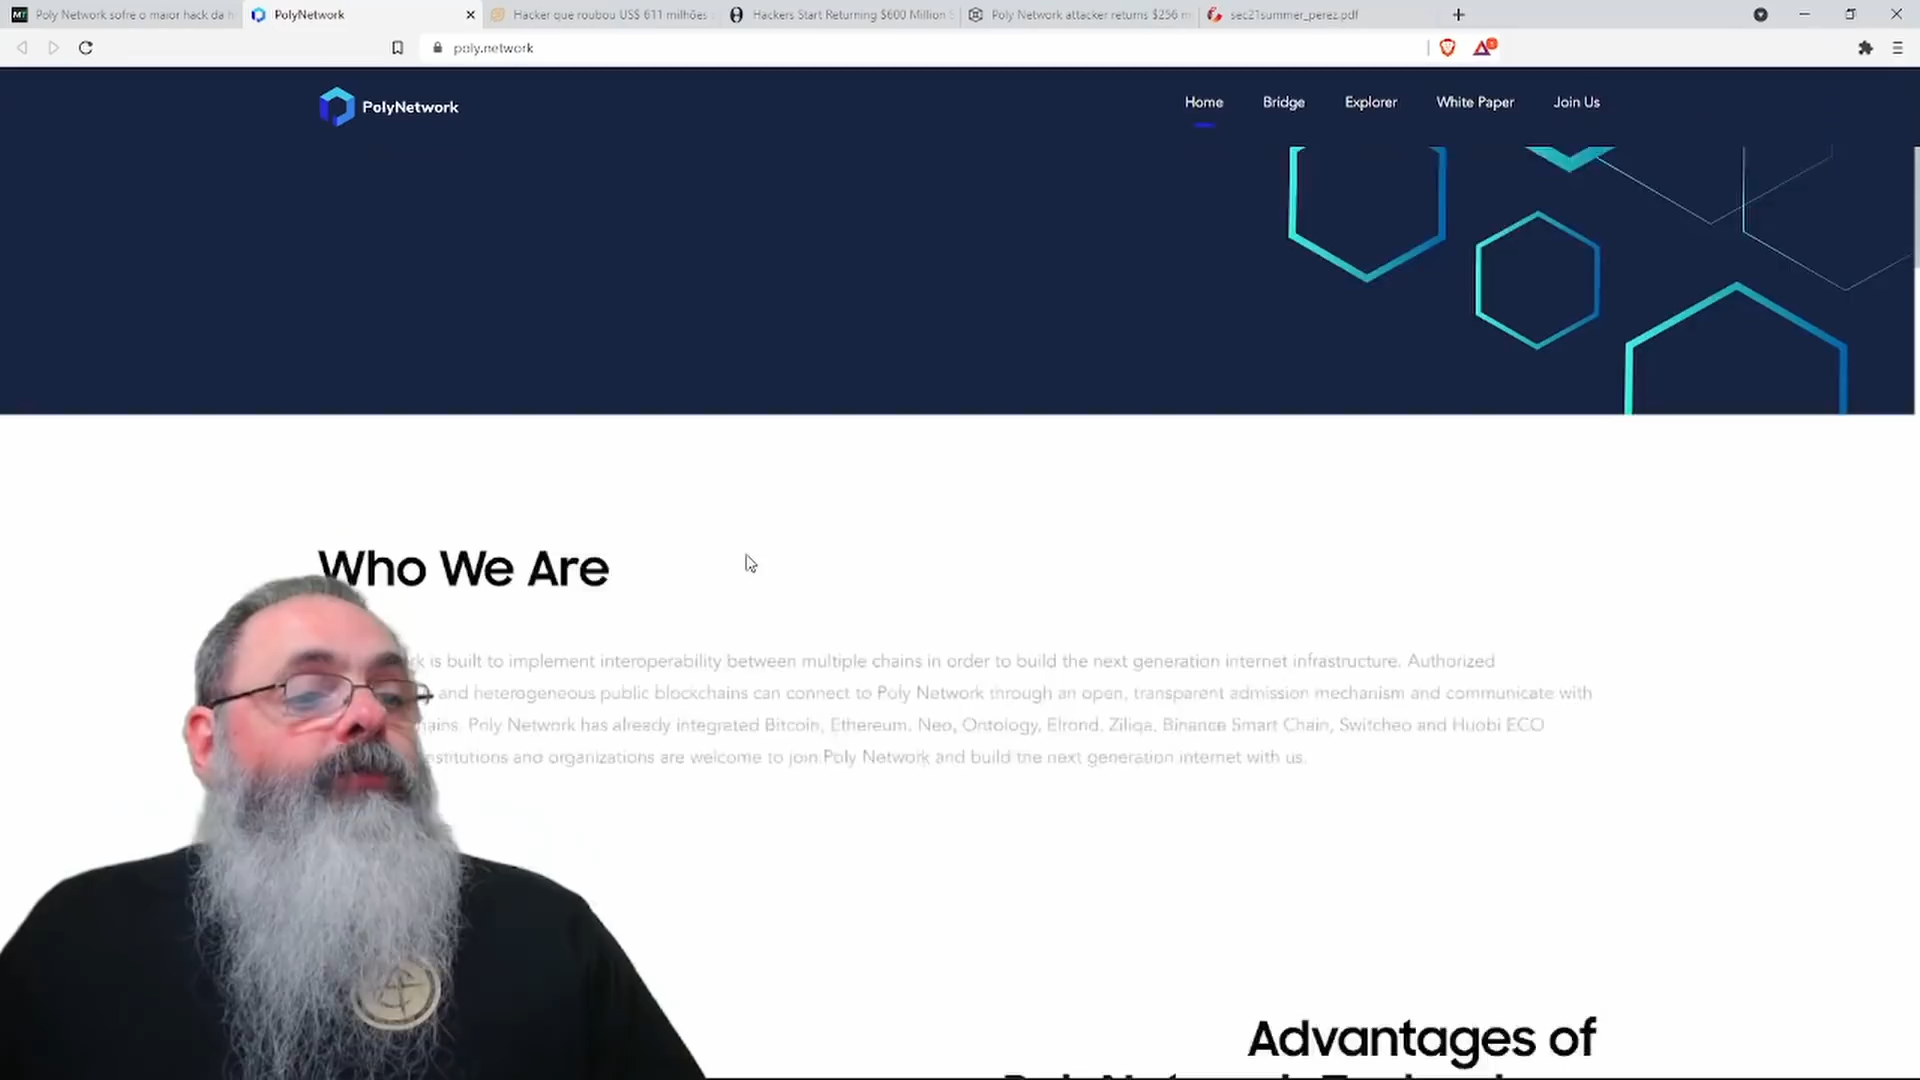 Poly Network sofre o maior hack da h
PolyNetwork
Hacker que roubou US$ 611 milhões
Hackers Start Returning $600 Million
Poly Network attacker returns $256 m
sec21summer_perez.pdf
poly.network
PolyNetwork
Home
Bridge
Explorer
White Paper
Join Us
Who We Are
rk is built to implement interoperability between multiple chains in order to build the next generation internet infrastructure. Authorized
and heterogeneous public blockchains can connect to Poly Network through an open, transparent admission mechanism and communicate with
ains. Poly Network has already integrated Bitcoin, Ethereum, Neo, Ontology, Elrond, Ziliqa, Binance Smart Chain, Switcheo and Huobi ECO
stitutions and organizations are welcome to join Poly Network and build the next generation internet with us.
Advantages of